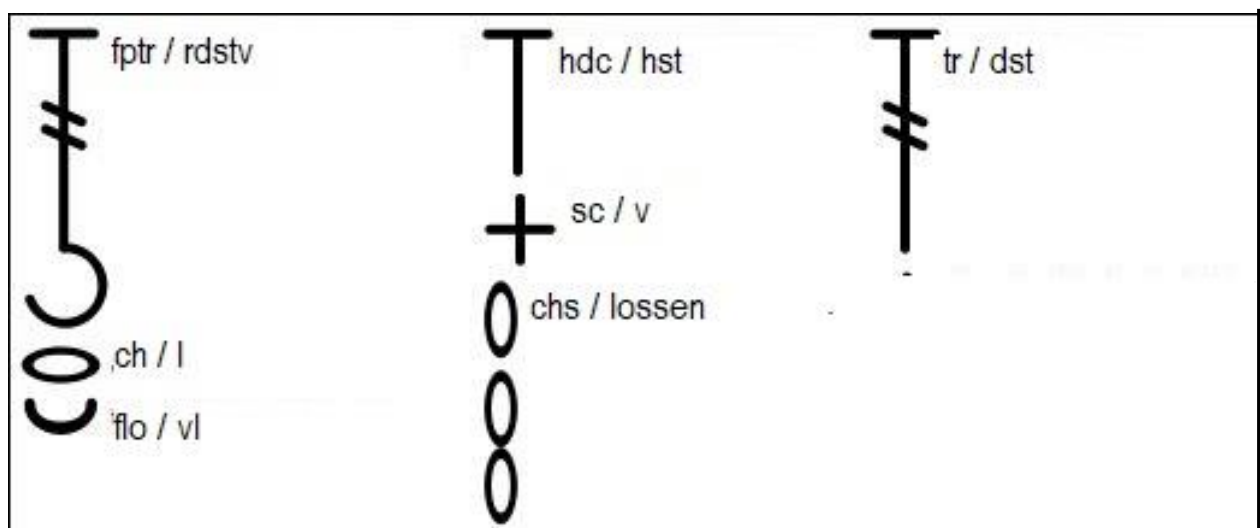 fptr / rdstv
ch / l
flo / vl
hdc / hst
sc / v
chs / lossen
tr / dst